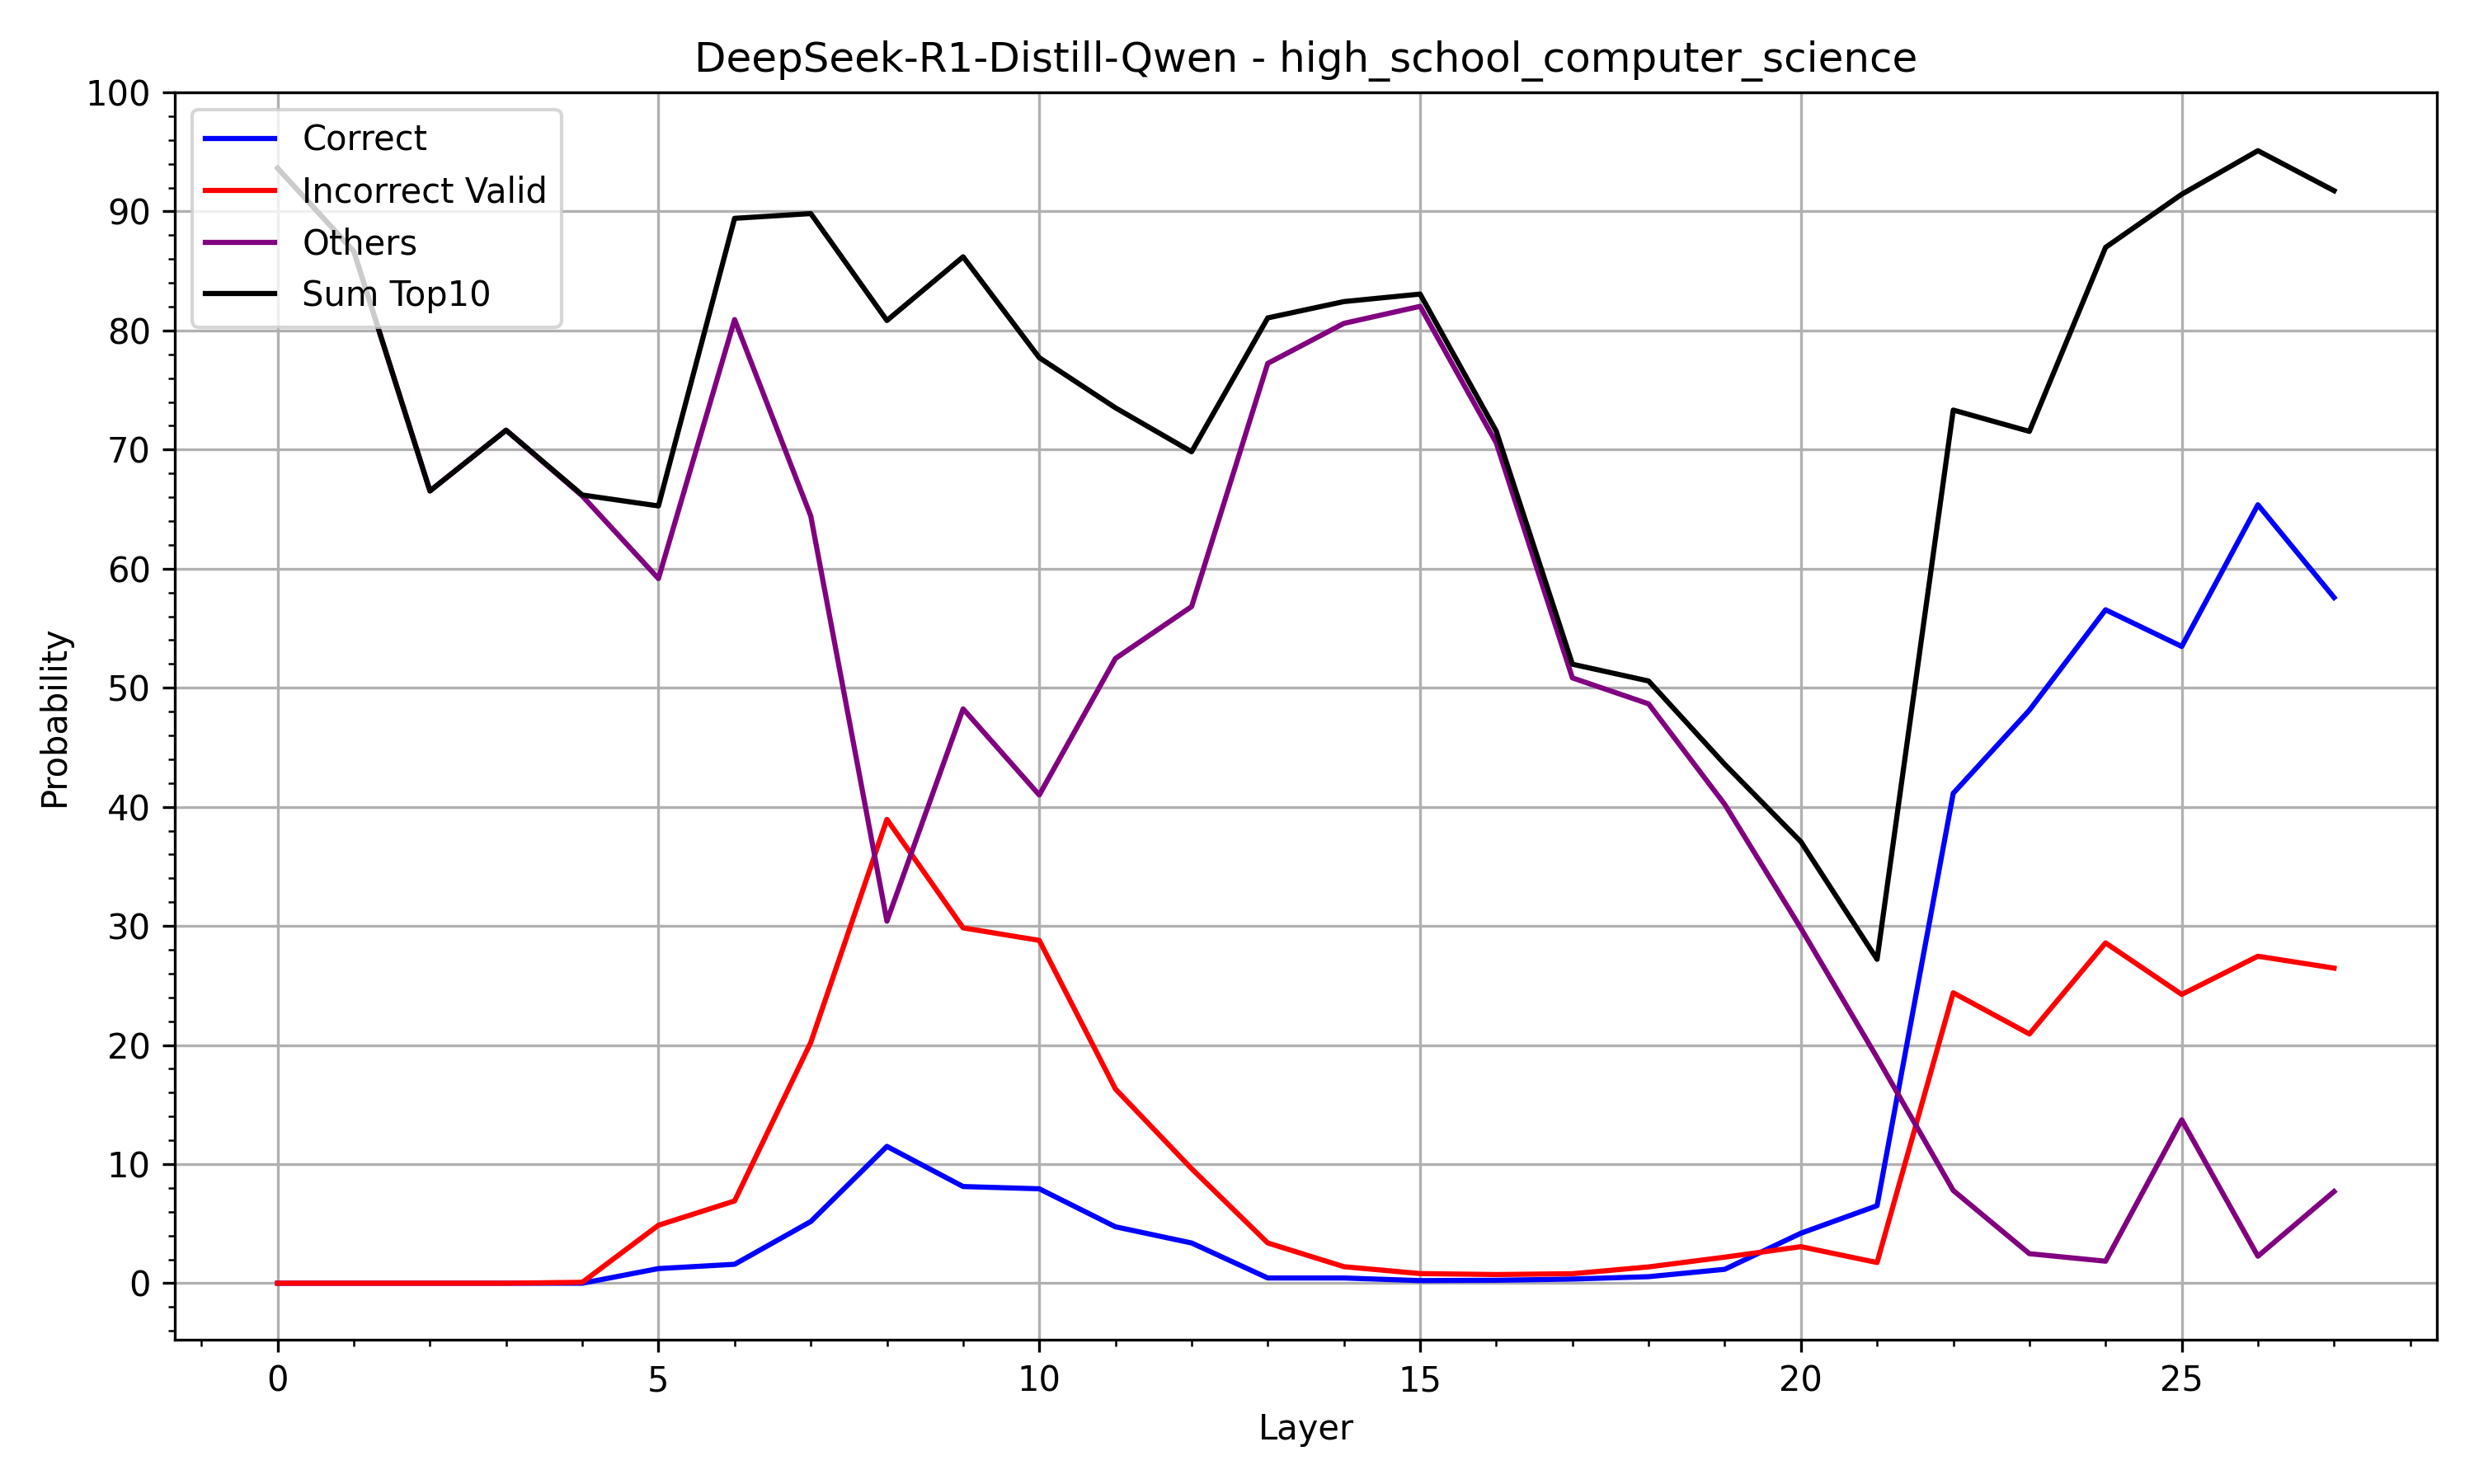 DeepSeek-R1-Distill-Qwen - high_school_computer_science
100
90
80
70
60
50
40
30
20
10
0
Probability
Correct
Incorrect Valid
Others
Sum Top10
0 5 10 15 20 25
Layer